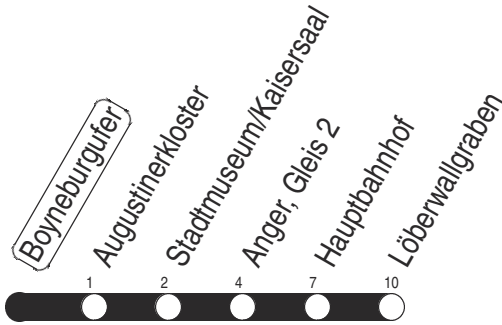 Boyneburgufer
Augustinerkloster
Stadtmuseum/Kaisersaal
Anger, Gleis 2
Hauptbahnhof
Löberwallgraben
1 2 4 7 10